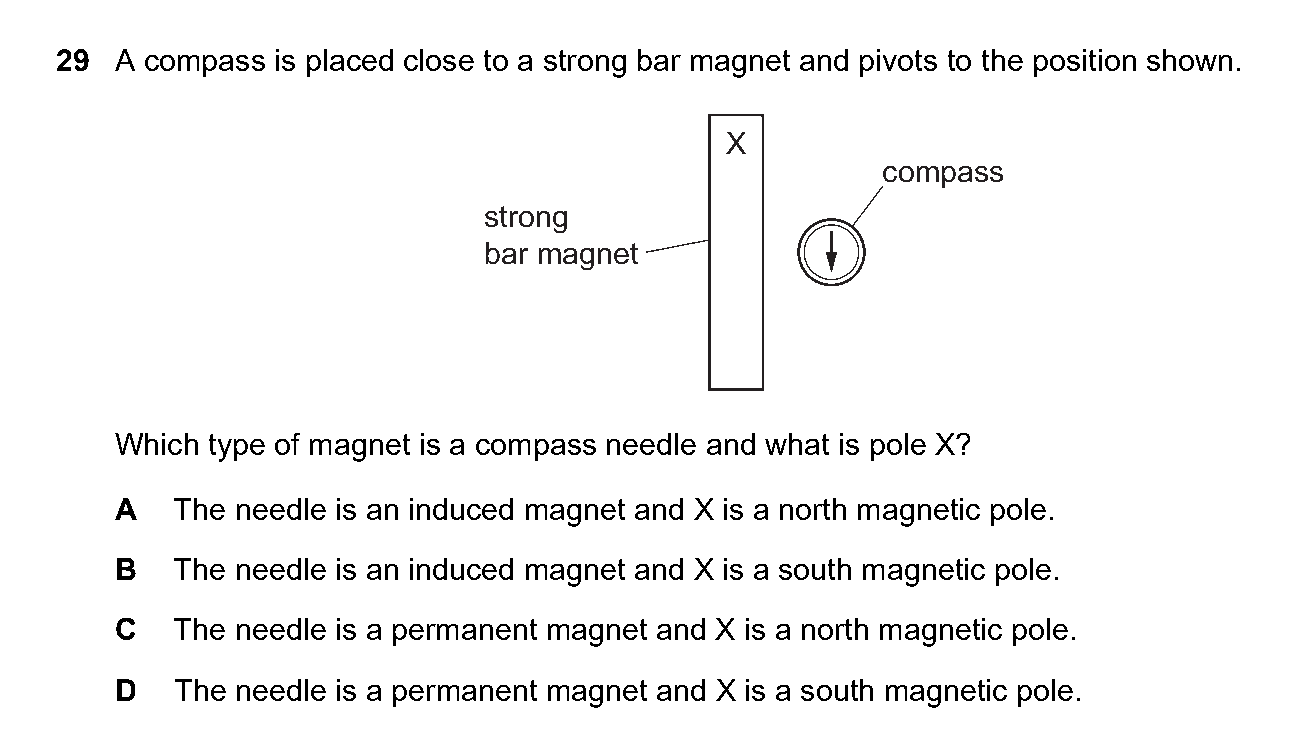 29 A compass is placed close to a strong bar magnet and pivots to the position shown.
X
compass
strong
bar magnet
Which type of magnet is a compass needle and what is pole X?
A The needle is an induced magnet and X is a north magnetic pole.
B The needle is an induced magnet and X is a south magnetic pole.
C The needle is a permanent magnet and X is a north magnetic pole.
D The needle is a permanent magnet and X is a south magnetic pole.